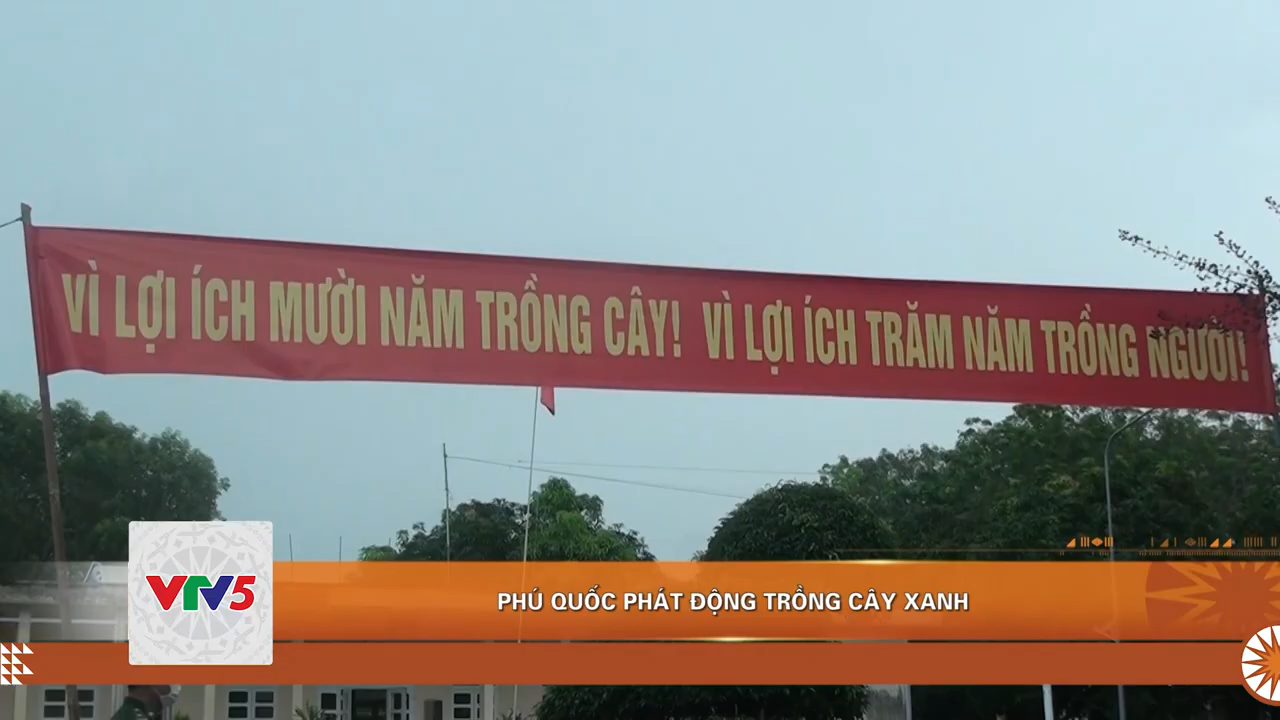 VÌ LỢI ÍCH MƯỜI NĂM TRỒNG CÂY! VÌ LỢI ÍCH TRĂM NĂM TRỒNG NGƯỜI!
VTV5
PHÚ QUỐC PHÁT ĐỘNG TRỒNG CÂY XANH